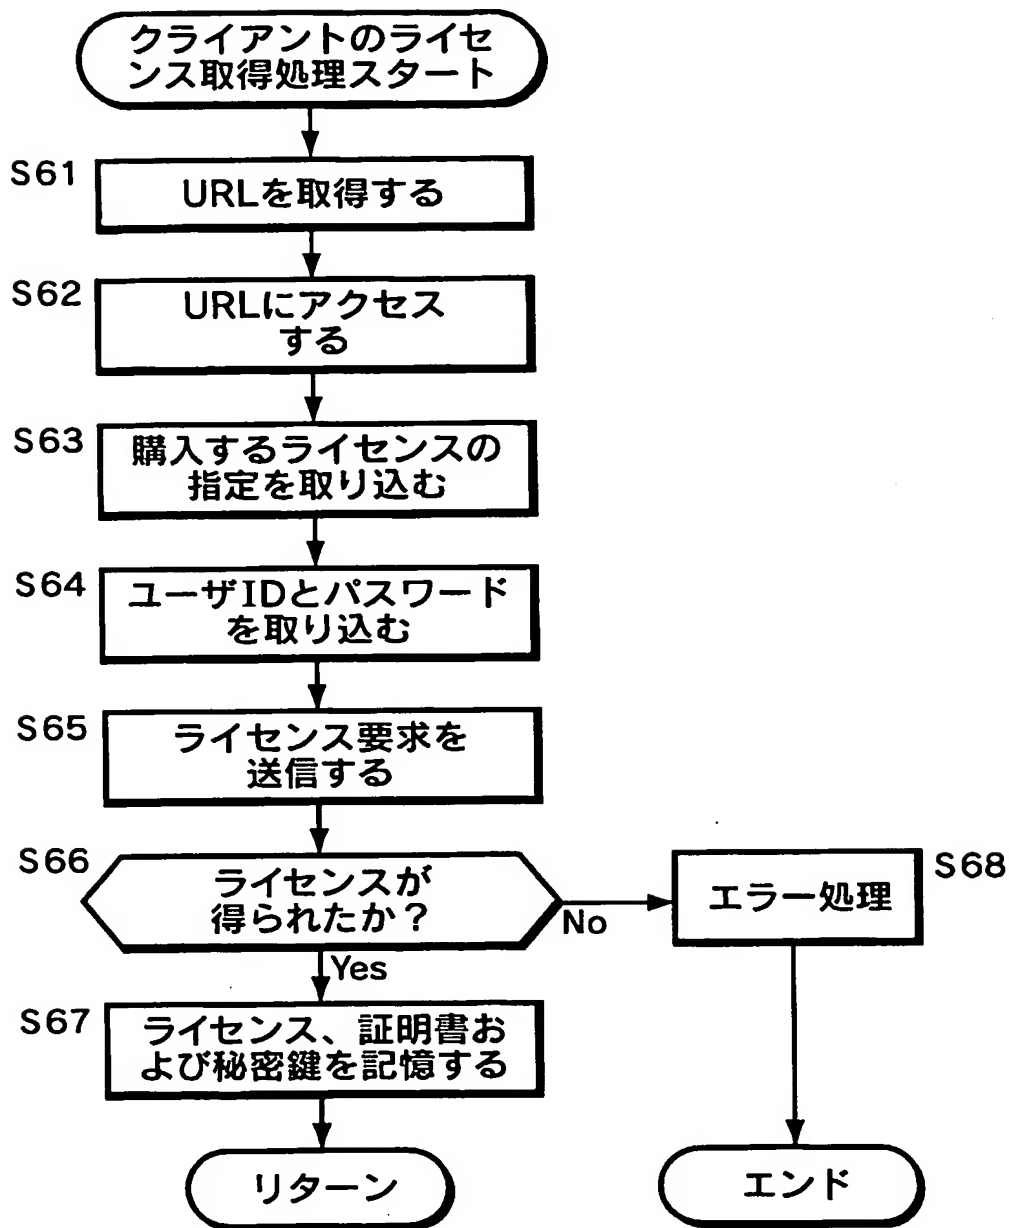 クライアントのライセ
ンス取得処理スタート
S61
URLを取得する
S62
URLにアクセス
する
S63
購入するライセンスの
指定を取り込む
S64
ユーザIDとパスワード
を取り込む
S65
ライセンス要求を
送信する
S66
ライセンスが
得られたか？
No
エラー処理
S68
Yes
S67
ライセンス、証明書お
よび秘密鍵を記憶する
リターン
エンド